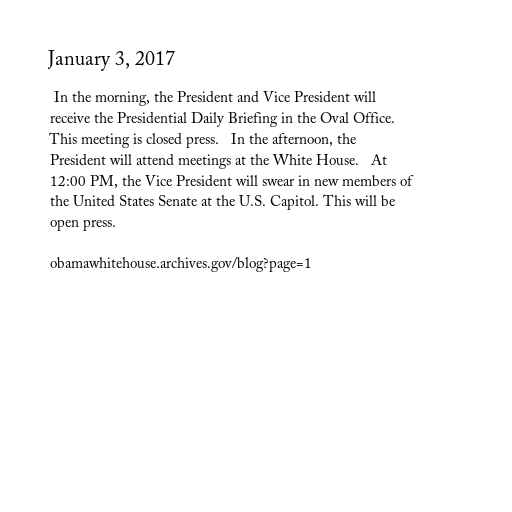 January 3, 2017
In the morning, the President and Vice President will
receive the Presidential Daily Briefing in the Oval Office.
This meeting is closed press.   In the afternoon, the
President will attend meetings at the White House.   At
12:00 PM, the Vice President will swear in new members of
the United States Senate at the U.S. Capitol. This will be
open press.
obamawhitehouse.archives.gov/blog?page=1